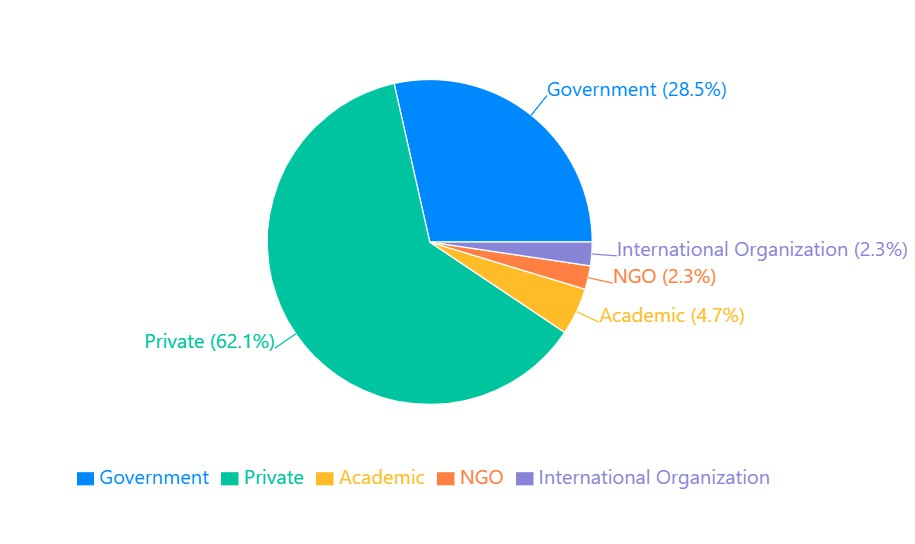 Government (28.5%)
International Organization (2.3%)
NGO (2.3%)
Academic (4.7%)
Private (62.1%)
Government Private Academic NGO International Organization